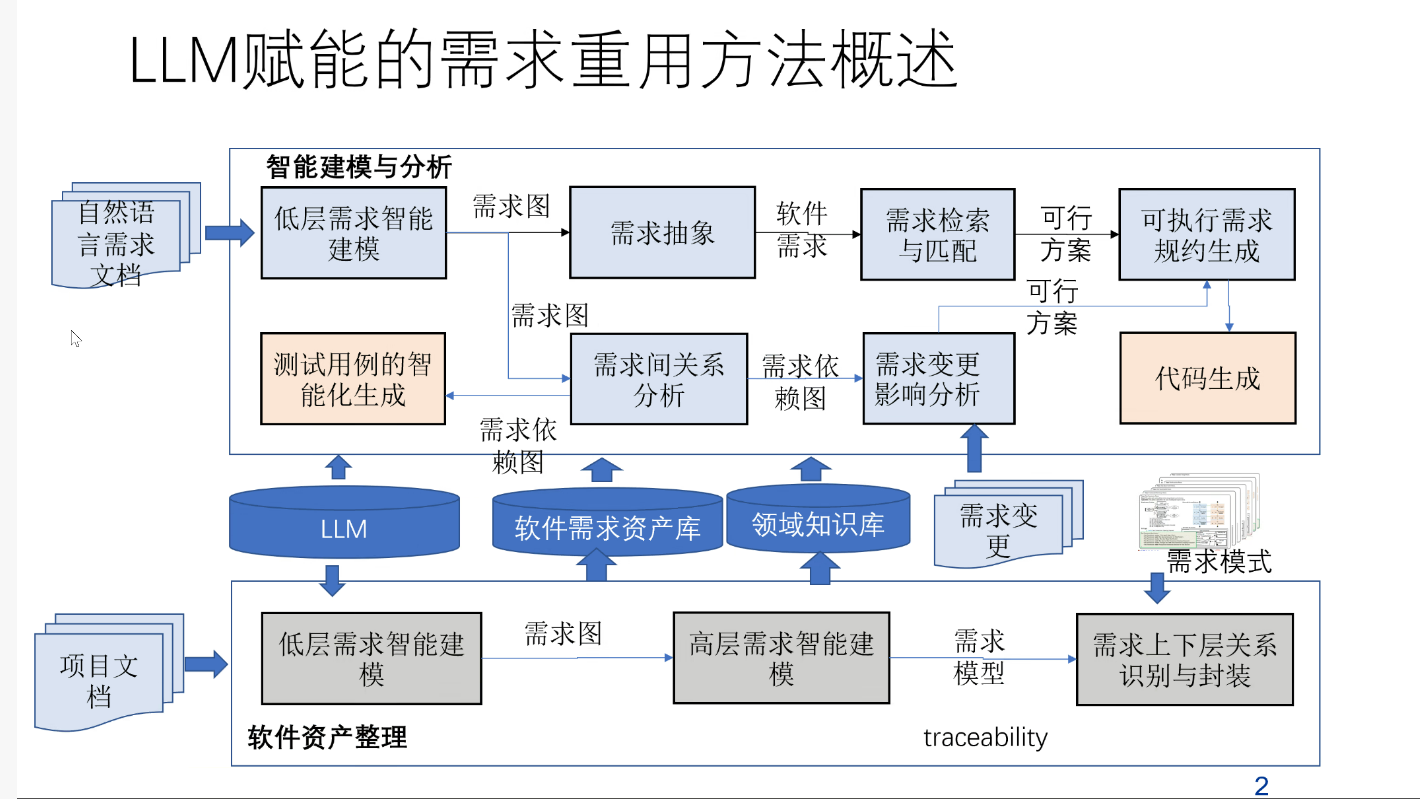 LLM赋能的需求重用方法概述
智能建模与分析
自然语
言需求
文档
低层需求智能
建模
需求图
需求抽象
软件
需求
需求检索
与匹配
可行
方案
可执行需求
规约生成
需求图
可行
方案
测试用例的智
能化生成
需求间关系
分析
需求依
赖图
需求变更
影响分析
代码生成
需求依
赖图
LLM
软件需求资产库
领域知识库
需求变
更
需求模式
项目文
档
低层需求智能建
模
需求图
高层需求智能建
模
需求
模型
需求上下层关系
识别与封装
软件资产整理
traceability
2